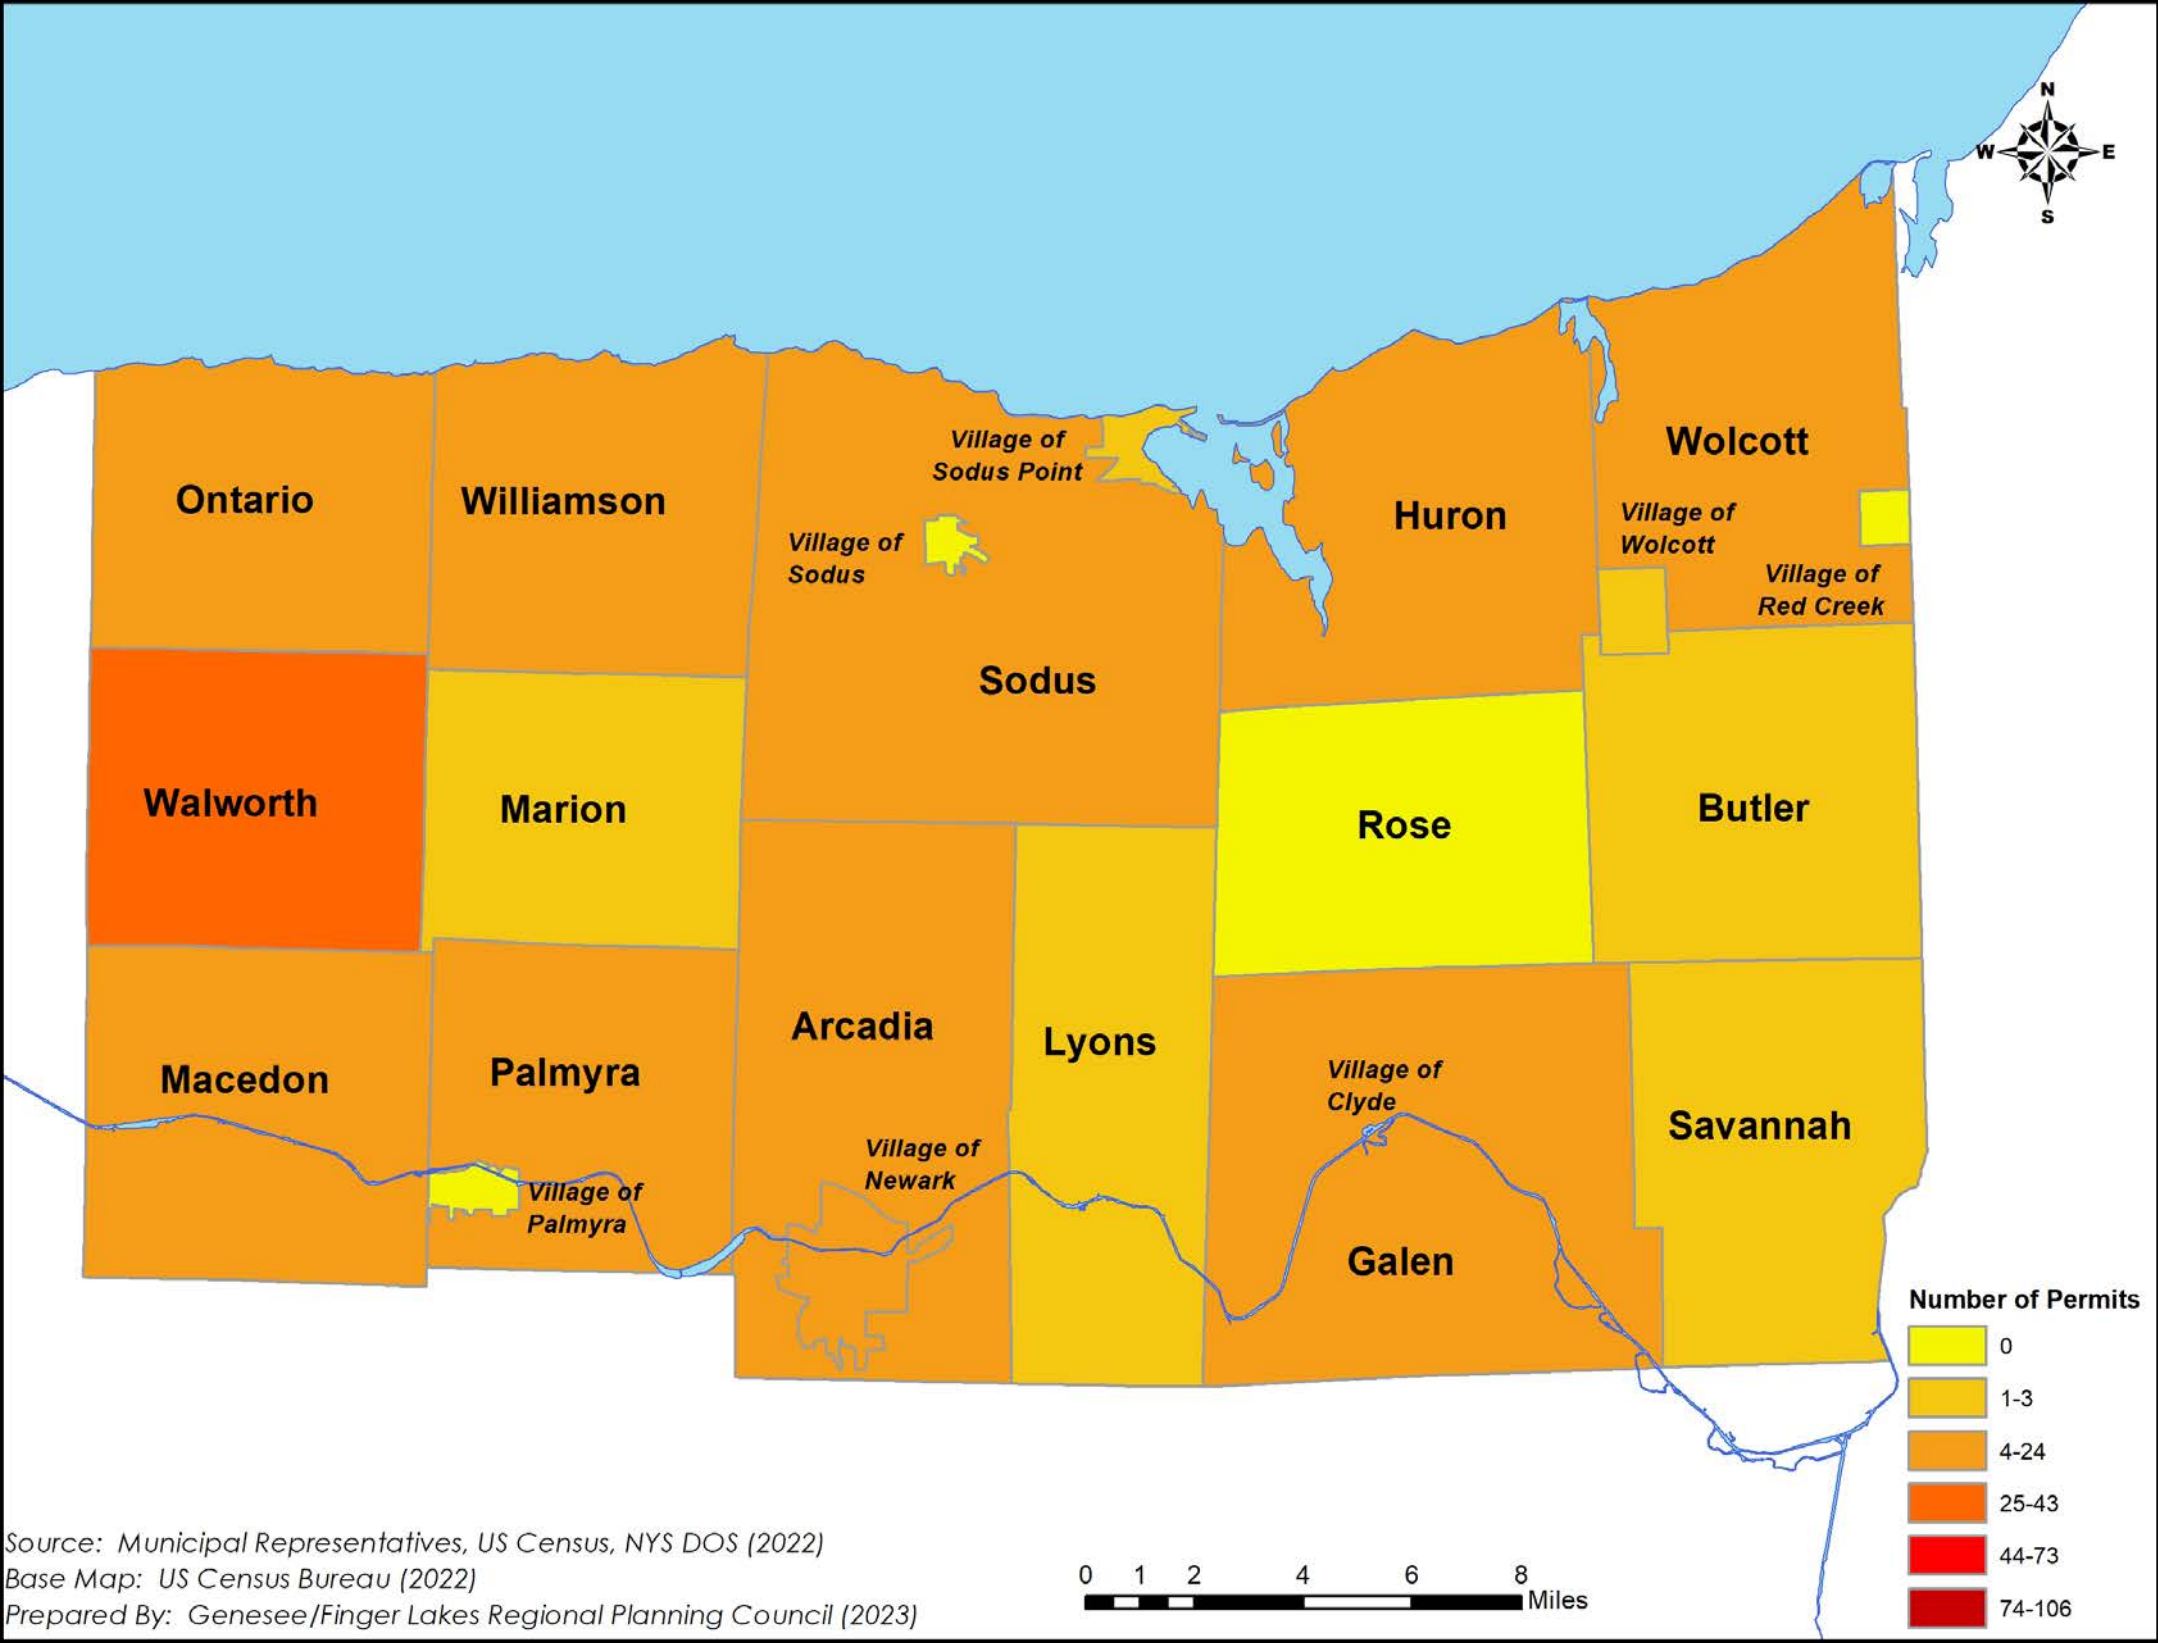 N
W E
S
Village of
Sodus Point
Wolcott
Ontario
Williamson
Huron
Village of
Wolcott
Village of
Sodus
Village of
Red Creek
Sodus
Walworth
Marion
Rose
Butler
Arcadia
Lyons
Macedon
Palmyra
Village of
Clyde
Savannah
Village of
Newark
Village of
Palmyra
Galen
Number of Permits
0
1-3
4-24
25-43
44-73
74-106
Source: Municipal Representatives, US Census, NYS DOS (2022)
Base Map: US Census Bureau (2022)
Prepared By: Genesee/Finger Lakes Regional Planning Council (2023)
0 1 2 4 6 8
Miles